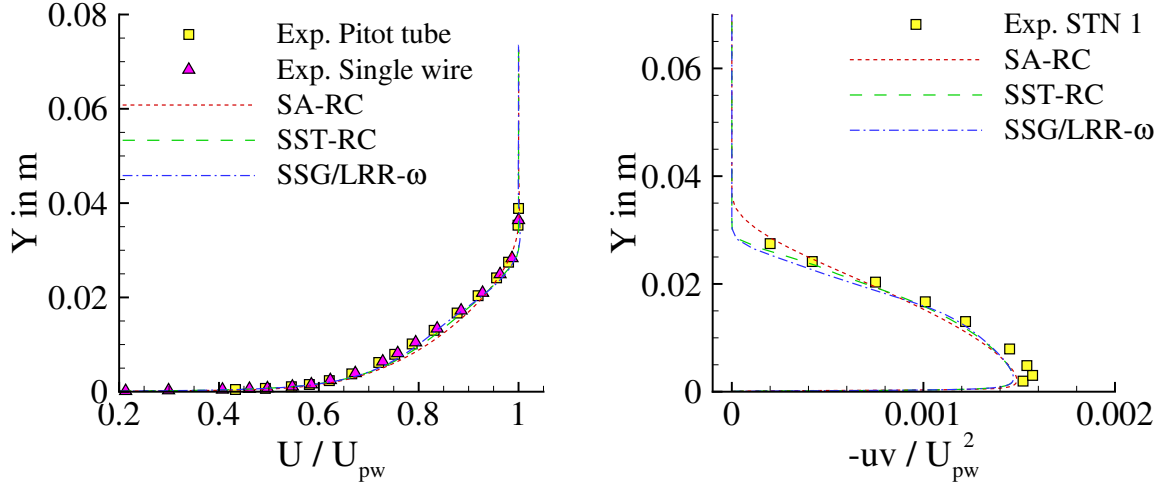 0.08
0.06
0.04
0.02
0
Y in m
Exp. Pitot tube
Exp. Single wire
SA-RC
SST-RC
SSG/LRR-ω
0.2 0.4 0.6 0.8 1
U / U_pw
0.06
0.04
0.02
0
Y in m
Exp. STN 1
SA-RC
SST-RC
SSG/LRR-ω
0 0.001 0.002
-uv / U_pw^2